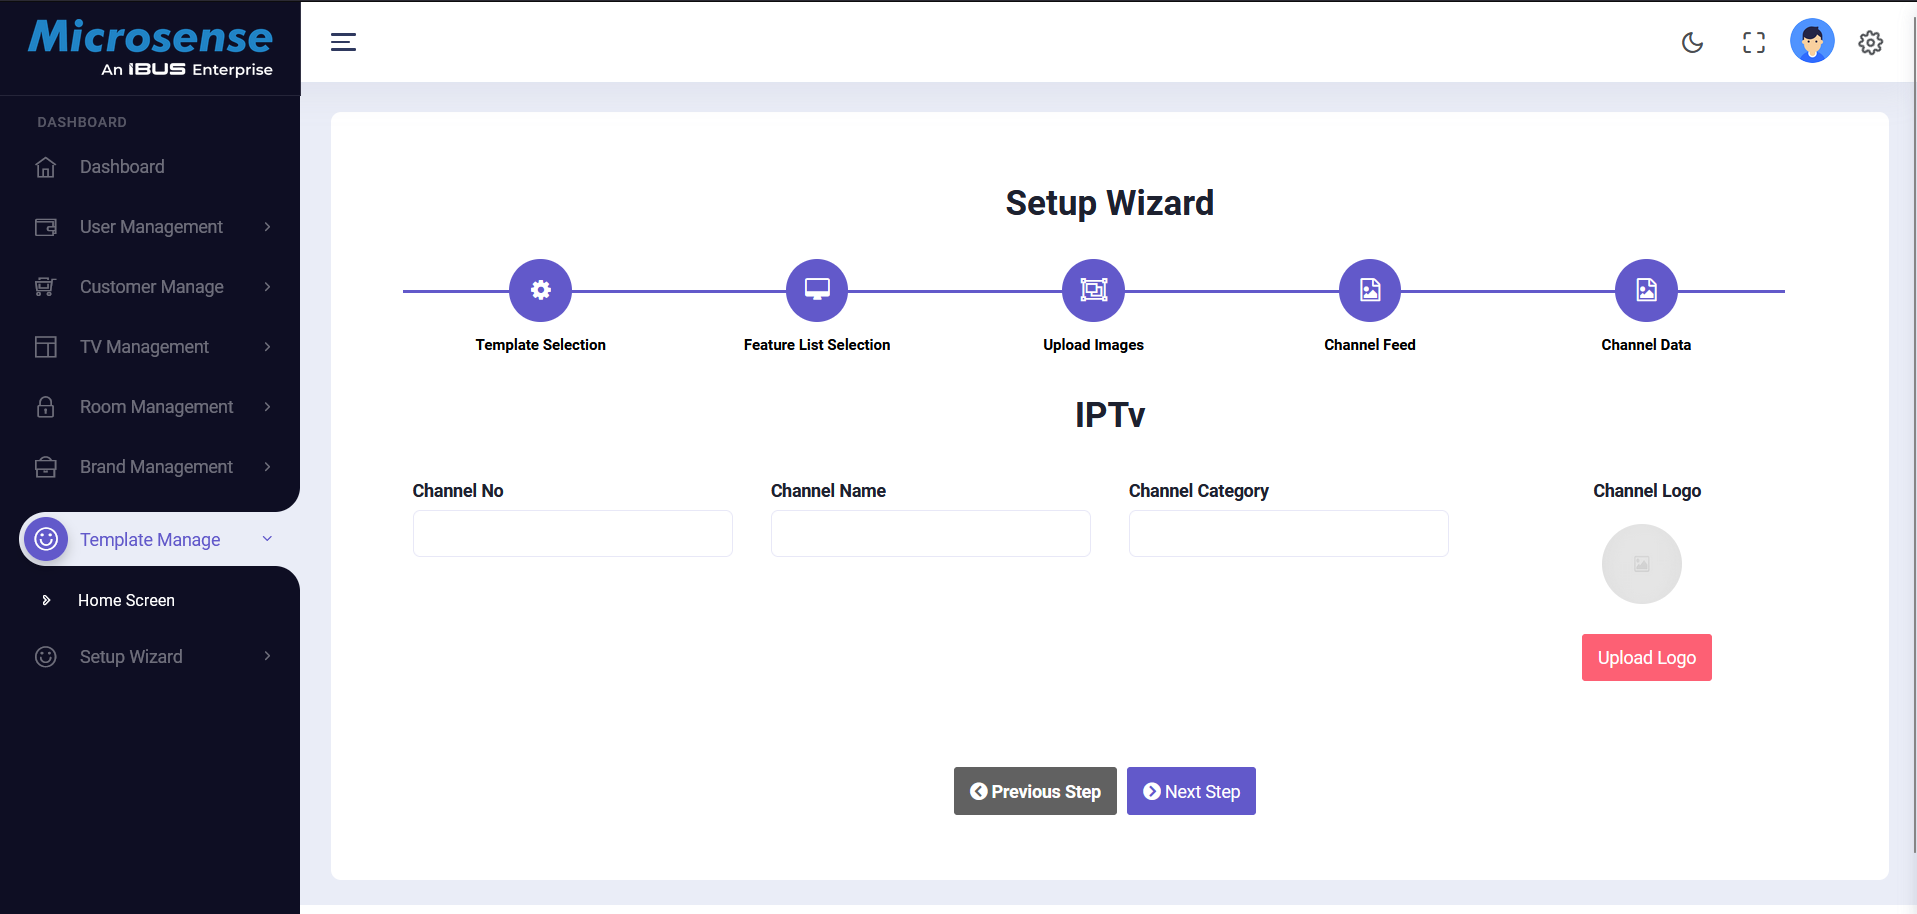 Microsense
An IBUS Enterprise
DASHBOARD
Dashboard
User Management
Customer Manage
TV Management
Room Management
Brand Management
Template Manage
Home Screen
Setup Wizard
Setup Wizard
Template Selection
Feature List Selection
Upload Images
Channel Feed
Channel Data
IPTv
Channel No
Channel Name
Channel Category
Channel Logo
Upload Logo
Previous Step
Next Step